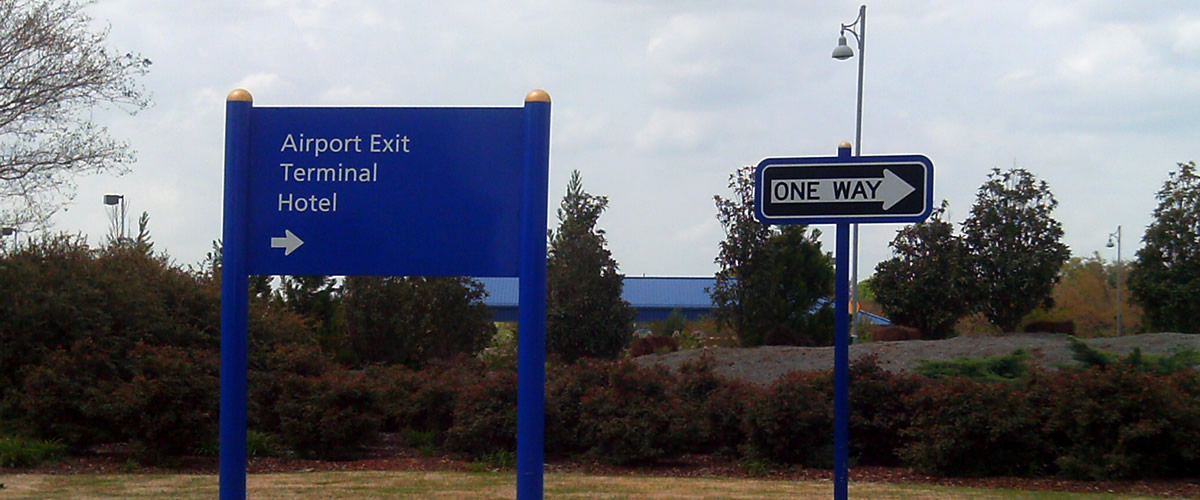 Airport Exit
Terminal
Hotel
ONE WAY